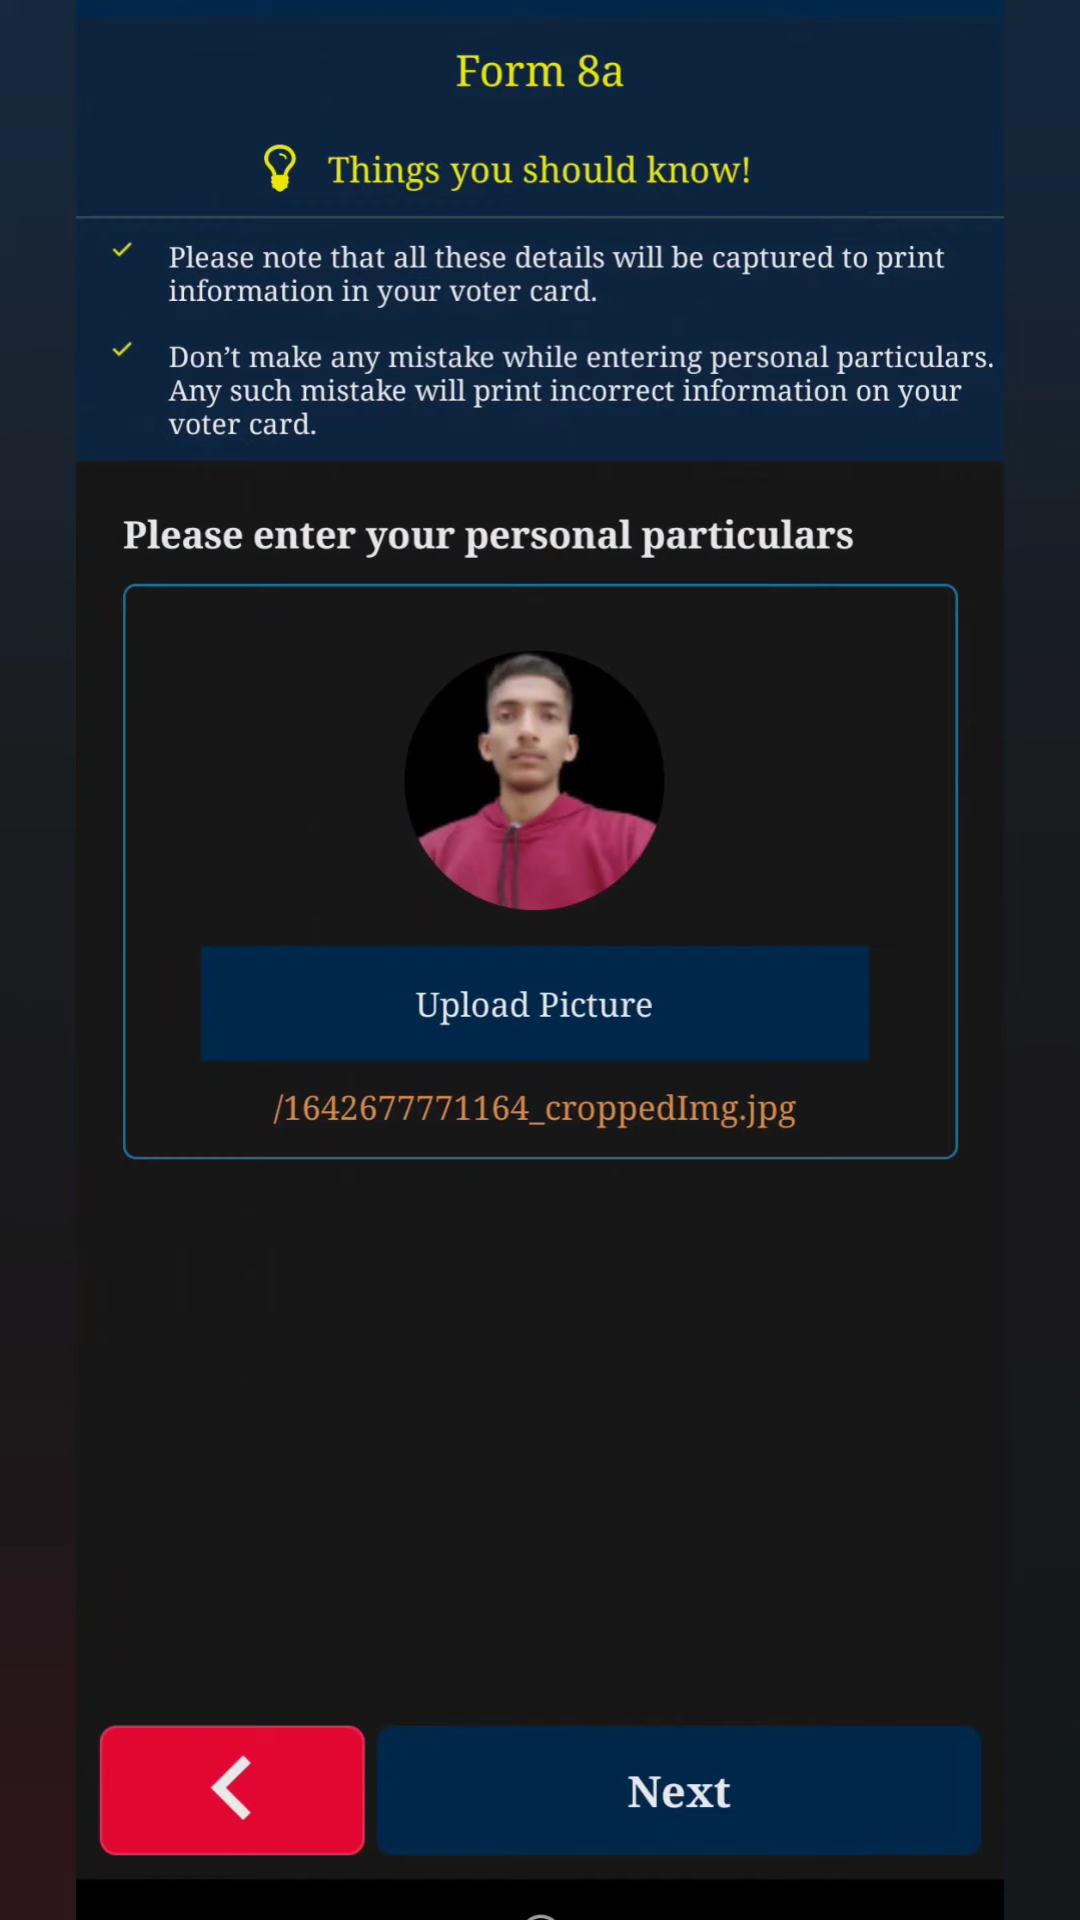 Form 8a
Things you should know!
Please note that all these details will be captured to print
information in your voter card.
Don’t make any mistake while entering personal particulars.
Any such mistake will print incorrect information on your
voter card.
Please enter your personal particulars
Upload Picture
/1642677771164_croppedImg.jpg
Next